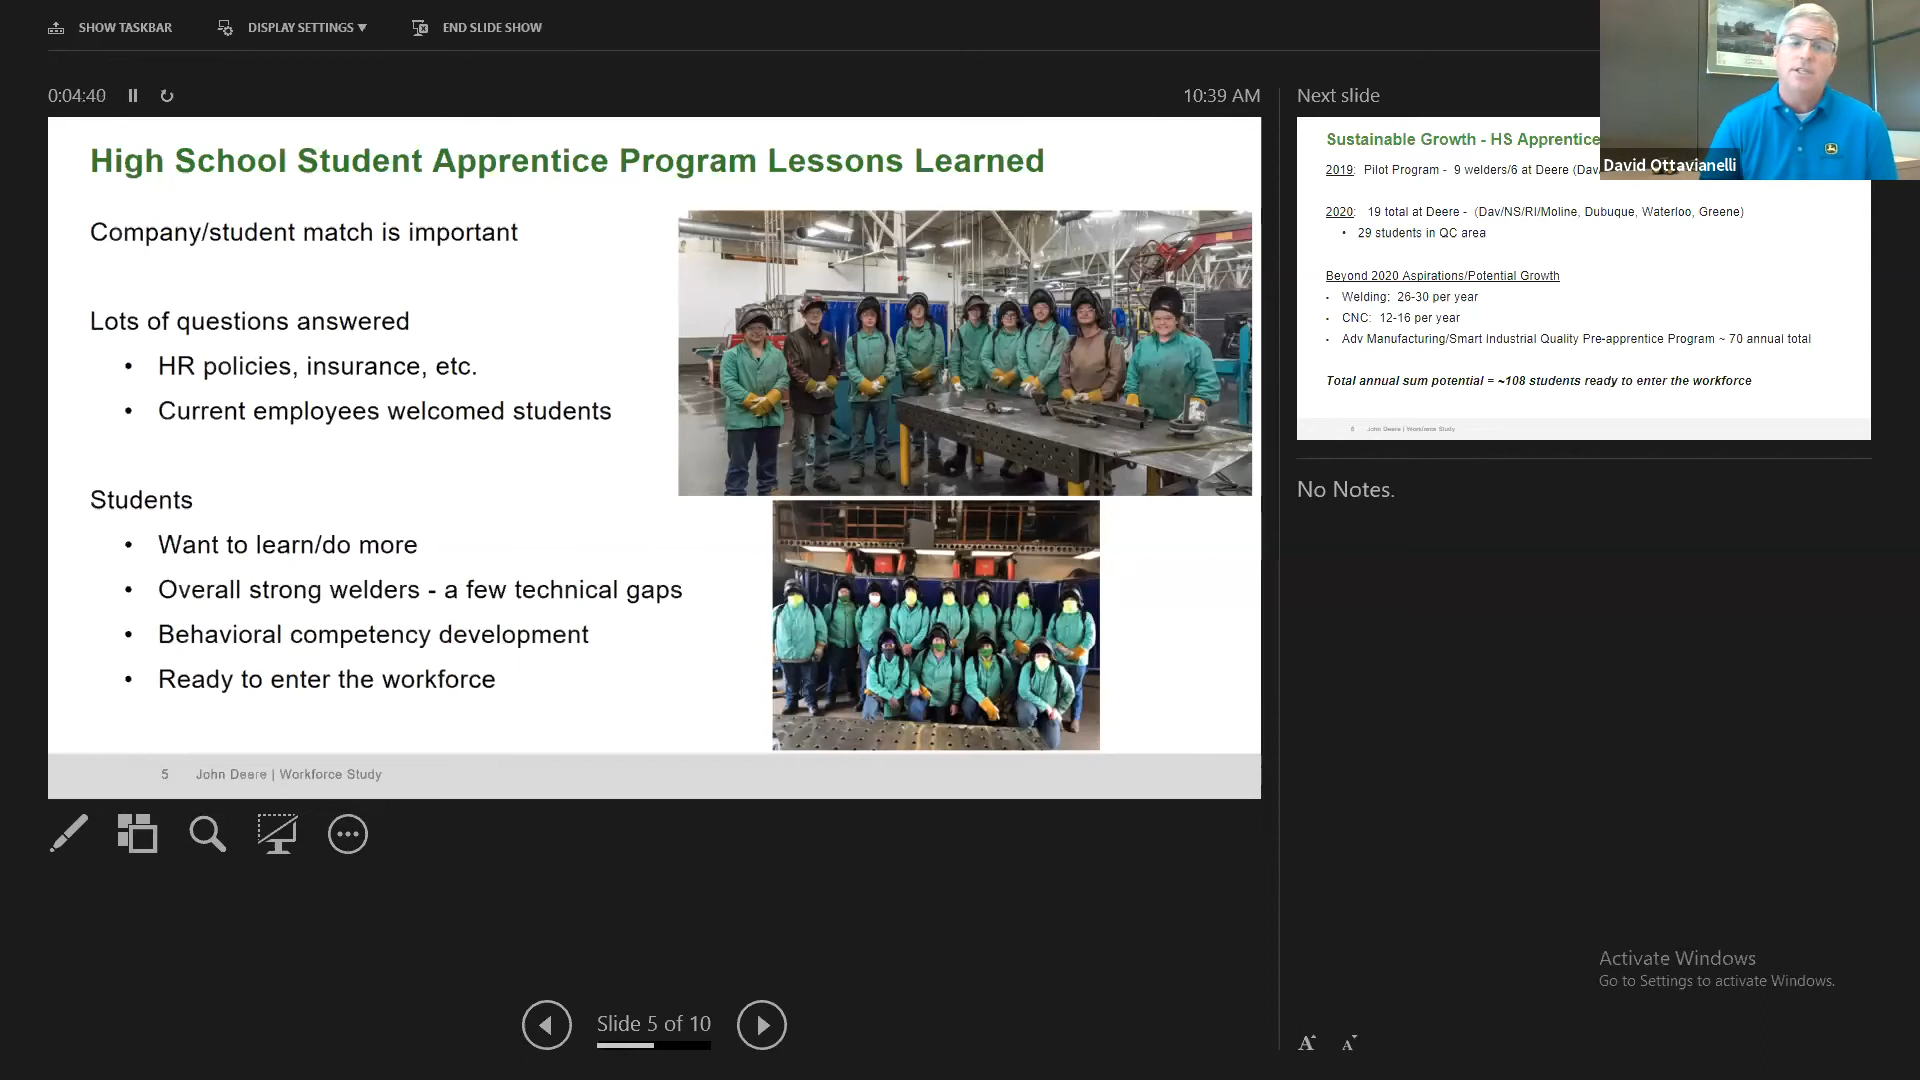 SHOW TASKBAR
DISPLAY SETTINGS ▼
END SLIDE SHOW
0:04:40
10:39 AM
High School Student Apprentice Program Lessons Learned
Company/student match is important
Lots of questions answered
• HR policies, insurance, etc.
• Current employees welcomed students
Students
• Want to learn/do more
• Overall strong welders - a few technical gaps
• Behavioral competency development
• Ready to enter the workforce
5 John Deere | Workforce Study
Slide 5 of 10
Next slide
Sustainable Growth - HS Apprentice
2019: Pilot Program - 9 welders/6 at Deere (Dav/
2020: 19 total at Deere - (Dav/NS/RI/Moline, Dubuque, Waterloo, Greene)
• 29 students in QC area
Beyond 2020 Aspirations/Potential Growth
• Welding: 26-30 per year
• CNC: 12-16 per year
• Adv Manufacturing/Smart Industrial Quality Pre-apprentice Program ~ 70 annual total
Total annual sum potential = ~108 students ready to enter the workforce
6 John Deere | Workforce Study
David Ottavianelli
No Notes.
Activate Windows
Go to Settings to activate Windows.
A A